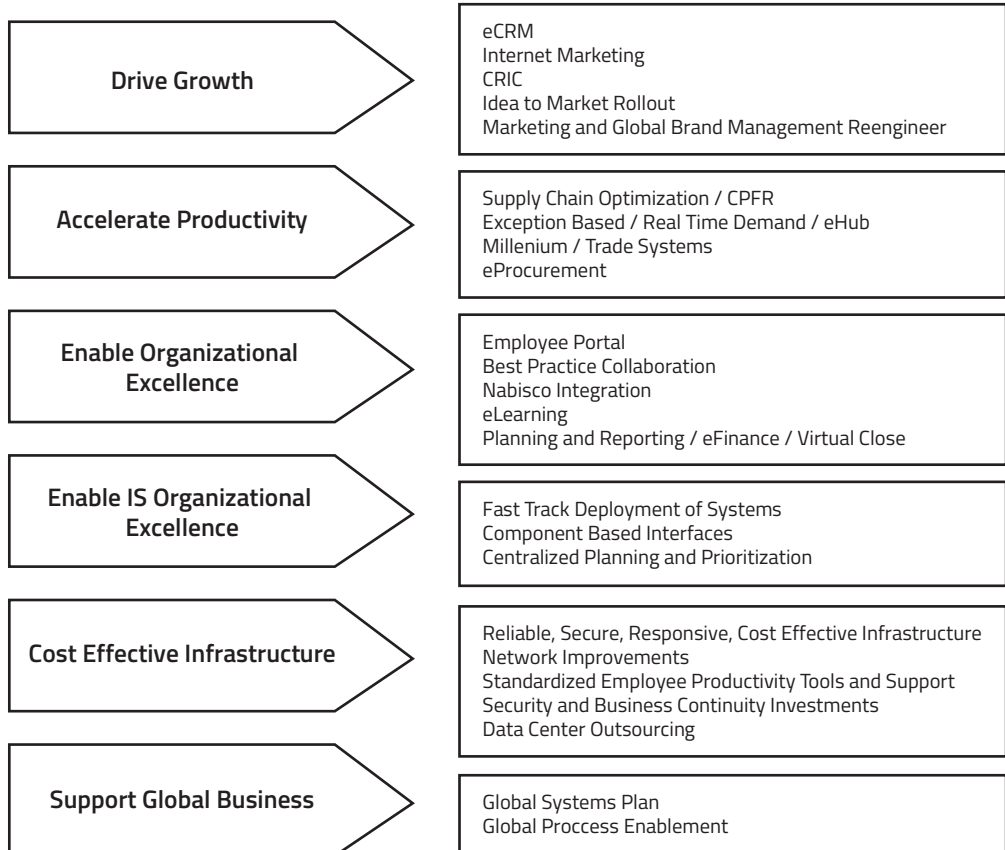 Drive Growth
eCRM
Internet Marketing
CRIC
Idea to Market Rollout
Marketing and Global Brand Management Reengineer
Accelerate Productivity
Supply Chain Optimization / CPFR
Exception Based / Real Time Demand / eHub
Millenium / Trade Systems
eProcurement
Enable Organizational
Excellence
Employee Portal
Best Practice Collaboration
Nabisco Integration
eLearning
Planning and Reporting / eFinance / Virtual Close
Enable IS Organizational
Excellence
Fast Track Deployment of Systems
Component Based Interfaces
Centralized Planning and Prioritization
Cost Effective Infrastructure
Reliable, Secure, Responsive, Cost Effective Infrastructure
Network Improvements
Standardized Employee Productivity Tools and Support
Security and Business Continuity Investments
Data Center Outsourcing
Support Global Business
Global Systems Plan
Global Proccess Enablement